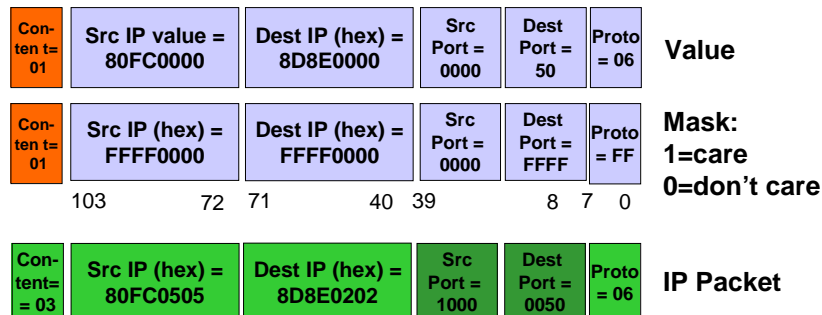 Con-
ten t=
01
Src IP value =
80FC0000
Dest IP (hex) =
8D8E0000
Src
Port =
0000
Dest
Port =
50
Proto
= 06
Value
Con-
ten t=
01
Src IP (hex) =
FFFF0000
Dest IP (hex) =
FFFF0000
Src
Port =
0000
Dest
Port =
FFFF
Proto
= FF
Mask:
1=care
0=don't care
103 72 71 40 39 8 7 0
Con-
tent=
= 03
Src IP (hex) =
80FC0505
Dest IP (hex) =
8D8E0202
Src
Port =
1000
Dest
Port =
0050
Proto
= 06
IP Packet